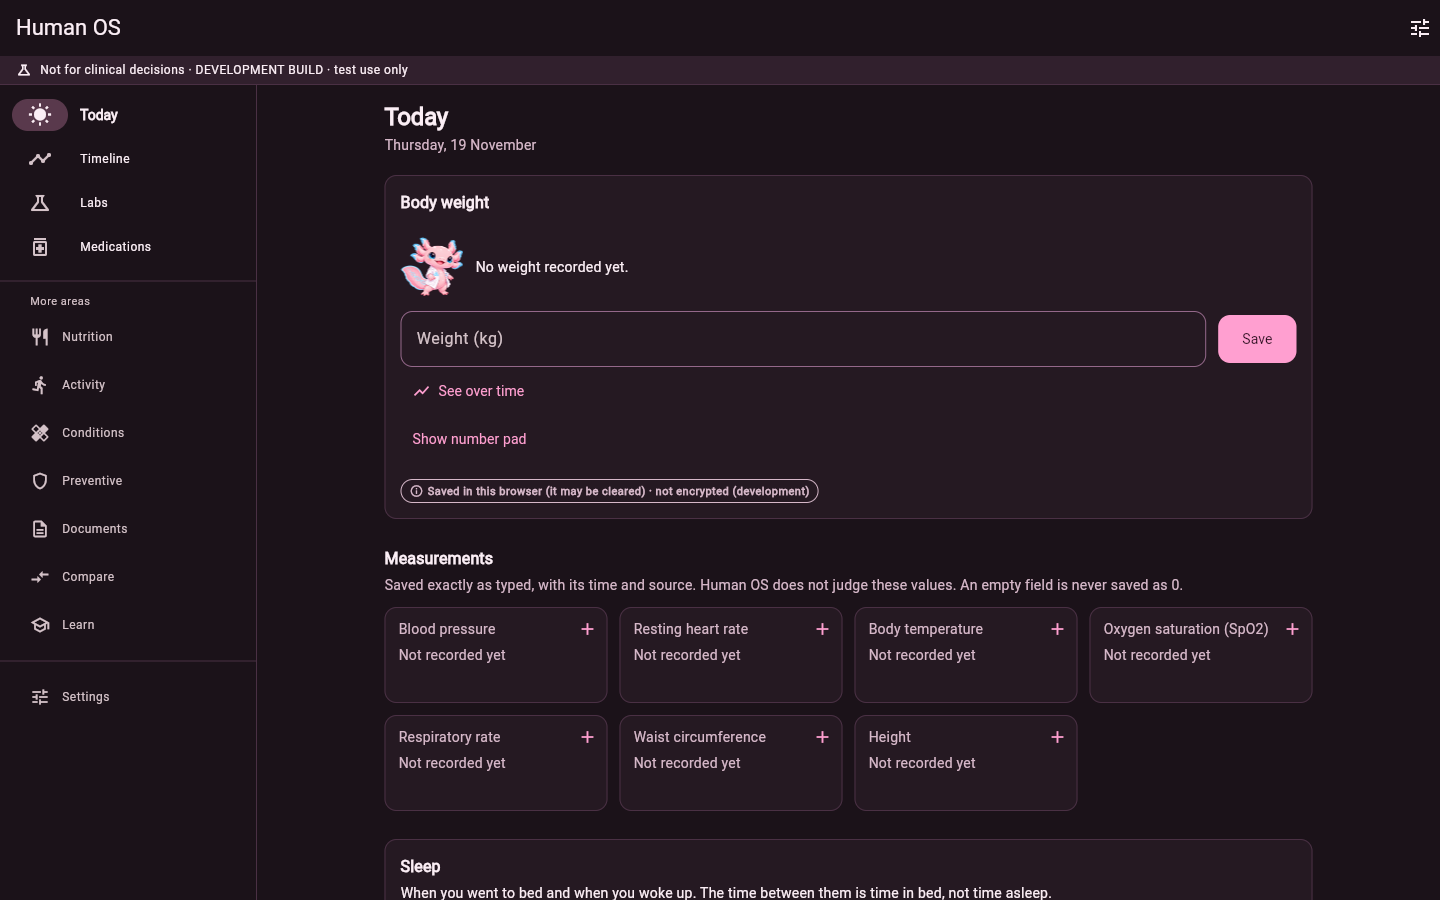 Human OS
Not for clinical decisions · DEVELOPMENT BUILD · test use only
Today
Timeline
Labs
Medications
More areas
Nutrition
Activity
Conditions
Preventive
Documents
Compare
Learn
Settings
Today
Thursday, 19 November
Body weight
No weight recorded yet.
Weight (kg)
Save
See over time
Show number pad
Saved in this browser (it may be cleared) · not encrypted (development)
Measurements
Saved exactly as typed, with its time and source. Human OS does not judge these values. An empty field is never saved as 0.
Blood pressure
Not recorded yet
Resting heart rate
Not recorded yet
Body temperature
Not recorded yet
Oxygen saturation (SpO2)
Not recorded yet
Respiratory rate
Not recorded yet
Waist circumference
Not recorded yet
Height
Not recorded yet
Sleep
When you went to bed and when you woke up. The time between them is time in bed, not time asleep.